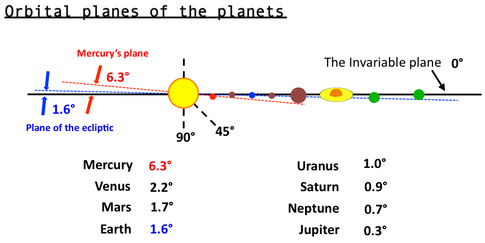 Orbital planes of the planets
Mercury's plane
6.3°
The Invariable plane 0°
1.6°
Plane of the ecliptic
90°
45°
Mercury 6.3°
Venus 2.2°
Mars 1.7°
Earth 1.6°
Uranus 1.0°
Saturn 0.9°
Neptune 0.7°
Jupiter 0.3°